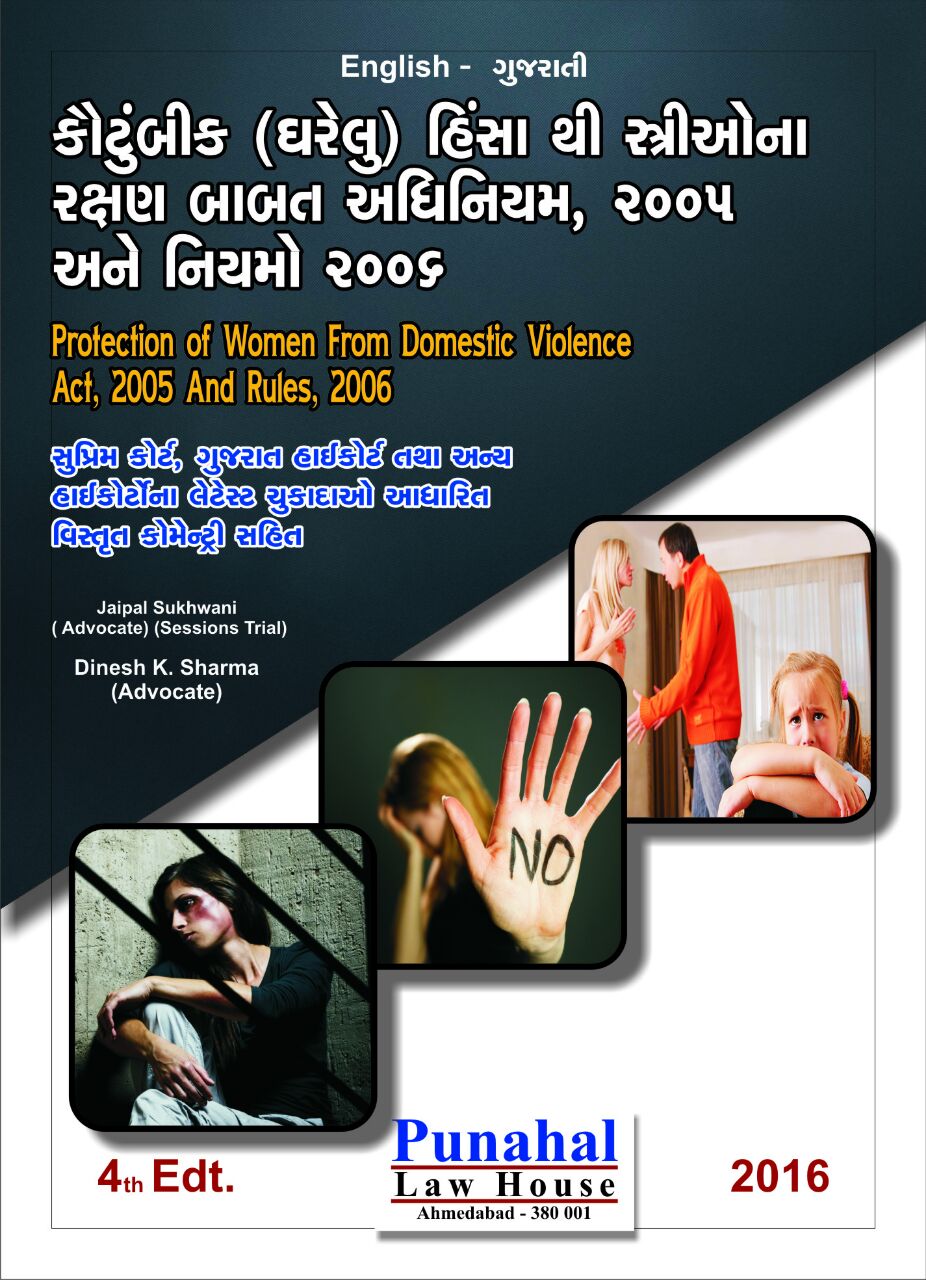 English - ગુજરાતી
કૌટુંબીક (ઘરેલુ) હિંસા થી સ્ત્રીઓના
રક્ષણ બાબત અધિનિયમ, ૨૦૦૫
અને નિયમો ૨૦૦૬
Protection of Women From Domestic Violence
Act, 2005 And Rules, 2006
સુપ્રિમ કોર્ટ, ગુજરાત હાઈકોર્ટ તથા અન્ય
હાઈકોર્ટોના લેટેસ્ટ ચુકાદાઓ આધારિત
વિસ્તૃત કોમેન્ટ્રી સહિત
Jaipal Sukhwani
( Advocate) (Sessions Trial)
Dinesh K. Sharma
(Advocate)
NO
4th Edt.
Punahal
Law House
Ahmedabad - 380 001
2016